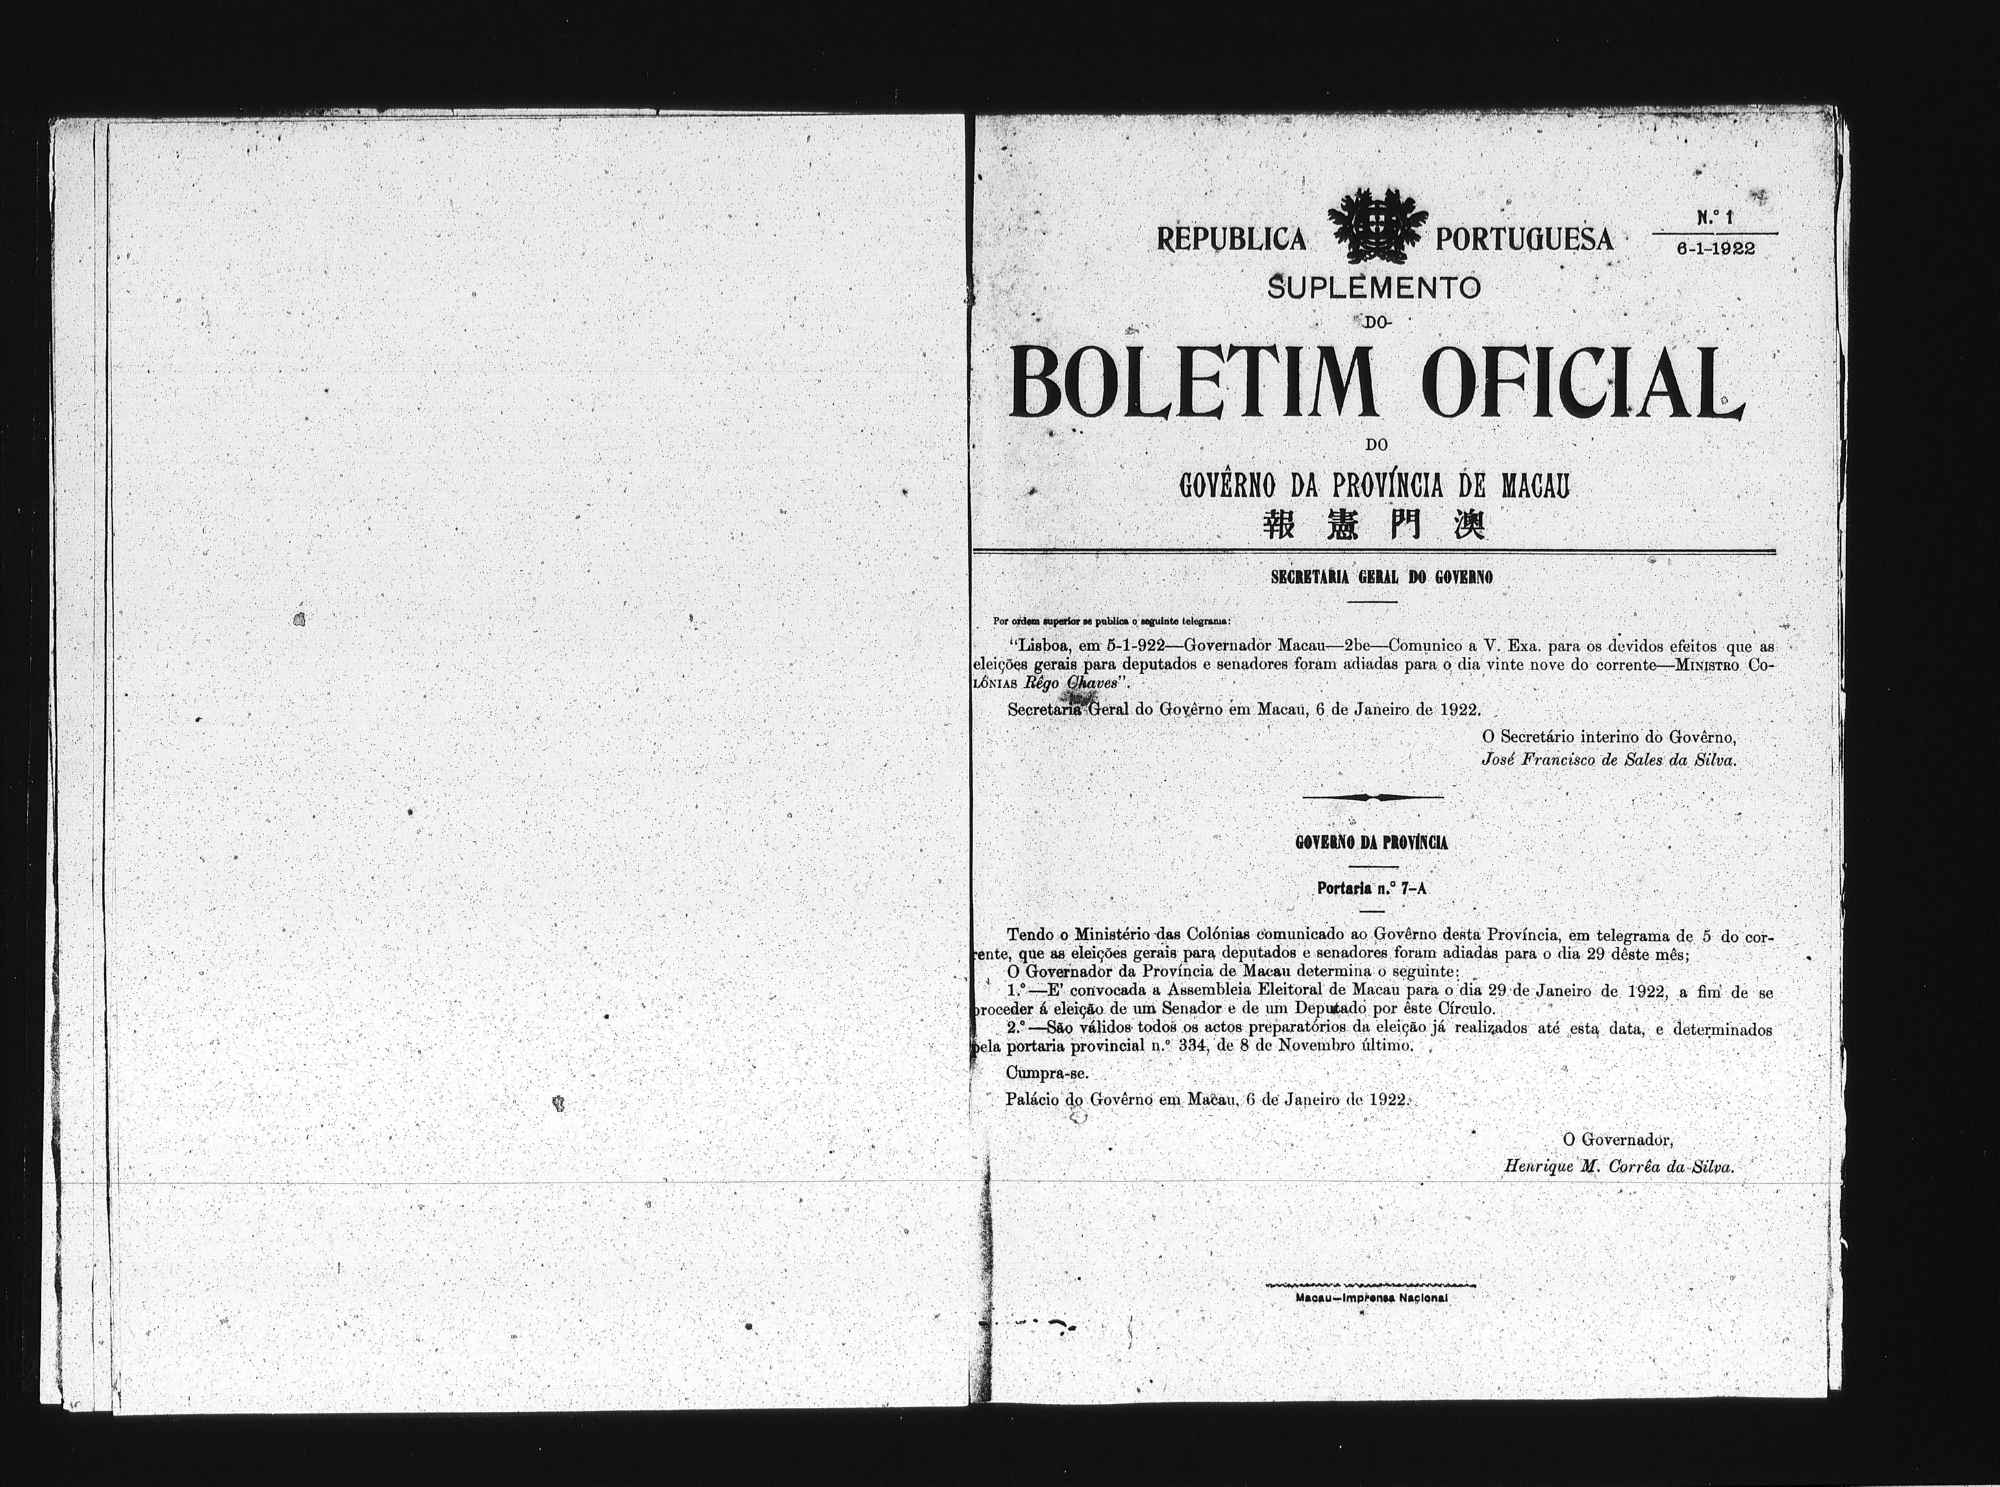 REPUBLICA PORTUGUESA
N.º 1
6-1-1922
SUPLEMENTO
DO
BOLETIM OFICIAL
DO
GOVÊRNO DA PROVÍNCIA DE MACAU
報憲門澳
SECRETARIA GERAL DO GOVERNO
Por ordem superior se publica o seguinte telegrama:
"Lisboa, em 5-1-922—Governador Macau—2be—Comunico a V. Exa. para os devidos efeitos que as
eleições gerais para deputados e senadores foram adiadas para o dia vinte nove do corrente—MINISTRO CO-
LÓNIAS Rêgo Chaves".
Secretaria Geral do Govêrno em Macau, 6 de Janeiro de 1922.
O Secretário interino do Govêrno,
José Francisco de Sales da Silva.
GOVERNO DA PROVÍNCIA
Portaria n.º 7-A
Tendo o Ministério das Colónias comunicado ao Govêrno desta Província, em telegrama de 5 do cor-
rente, que as eleições gerais para deputados e senadores foram adiadas para o dia 29 dêste mês;
O Governador da Província de Macau determina o seguinte:
1.º—E' convocada a Assembleia Eleitoral de Macau para o dia 29 de Janeiro de 1922, a fim de se
proceder á eleição de um Senador e de um Deputado por êste Círculo.
2.º—São válidos todos os actos preparatórios da eleição já realizados até esta data, e determinados
pela portaria provincial n.º 334, de 8 de Novembro último.
Cumpra-se.
Palácio do Govêrno em Macau, 6 de Janeiro de 1922.
O Governador,
Henrique M. Corrêa da Silva.
Macau—Imprensa Nacional